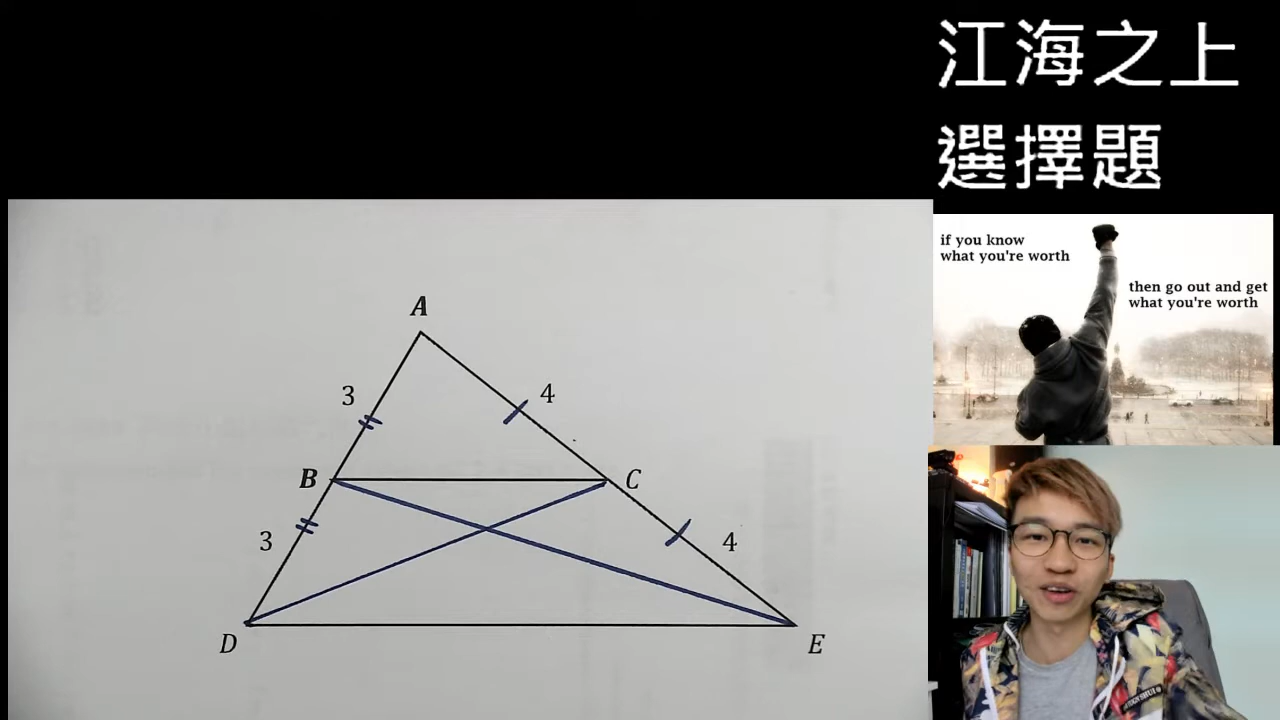 江海之上
選擇題
if you know
what you're worth
then go out and get
what you're worth
A
3
4
B
C
3
4
D
E